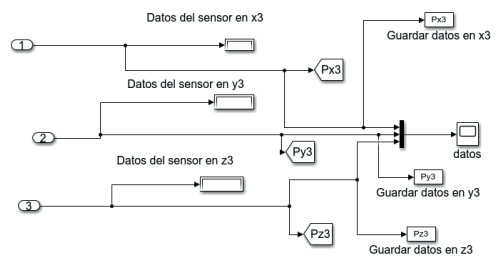 Datos del sensor en x3
Px3
Guardar datos en x3
1
Px3
Datos del sensor en y3
2
Py3
datos
Datos del sensor en z3
Py3
Guardar datos en y3
3
Pz3
Pz3
Guardar datos en z3